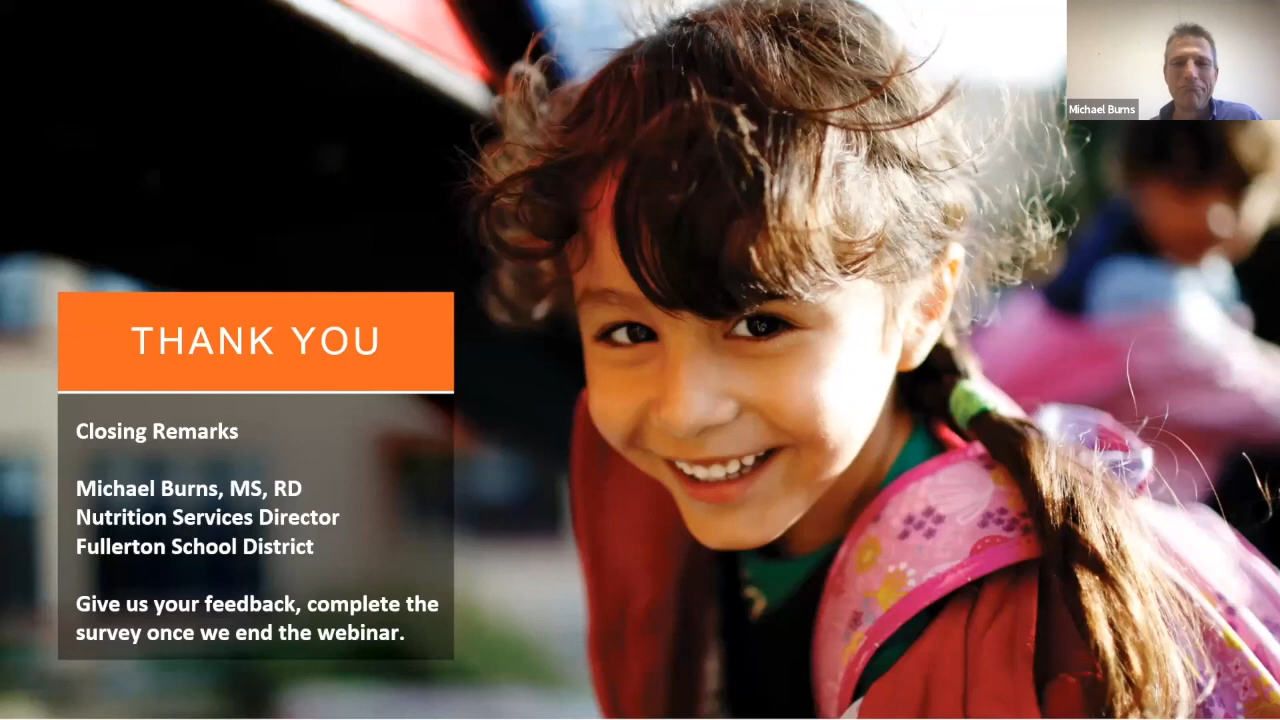 Michael Burns
THANK YOU
Closing Remarks
Michael Burns, MS, RD
Nutrition Services Director
Fullerton School District
Give us your feedback, complete the
survey once we end the webinar.